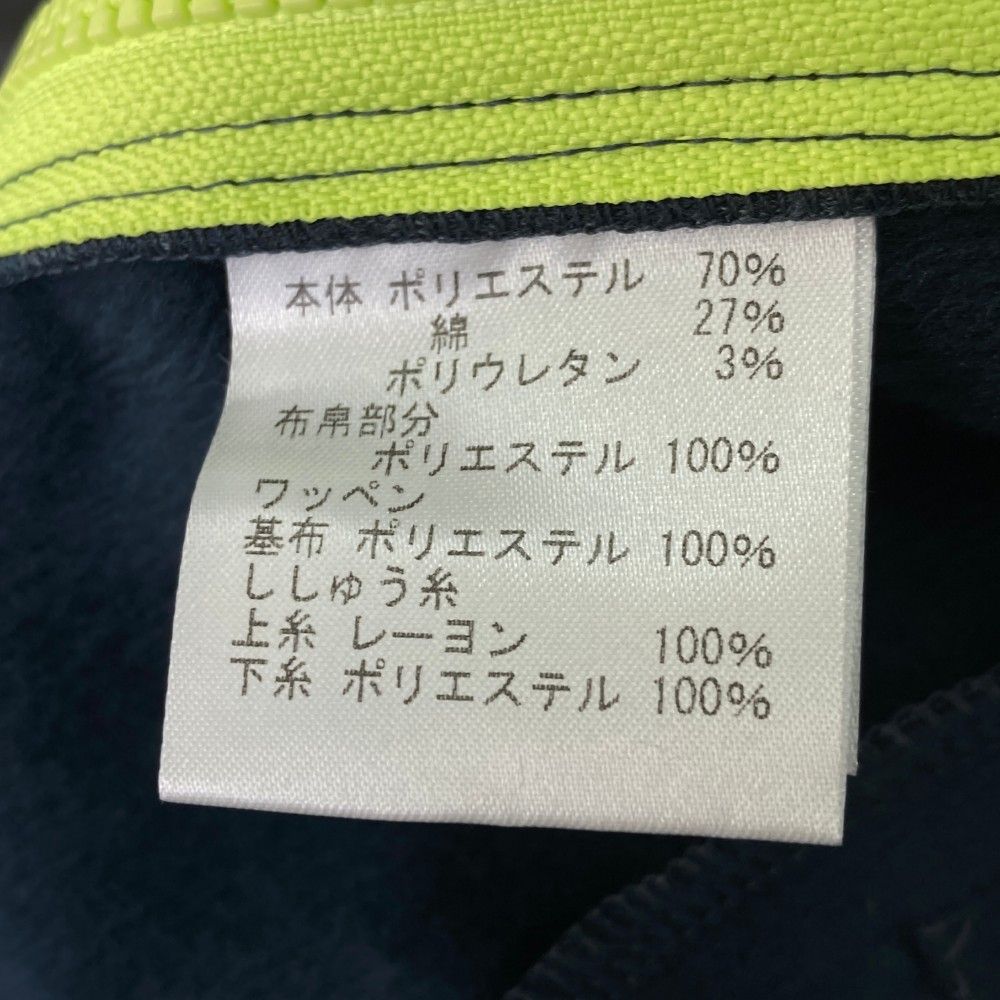 本体 ポリエステル 70%
綿 27%
ポリウレタン 3%
布帛部分
ポリエステル 100%
ワッペン
基布 ポリエステル 100%
ししゅう糸
上糸 レーヨン 100%
下糸 ポリエステル 100%